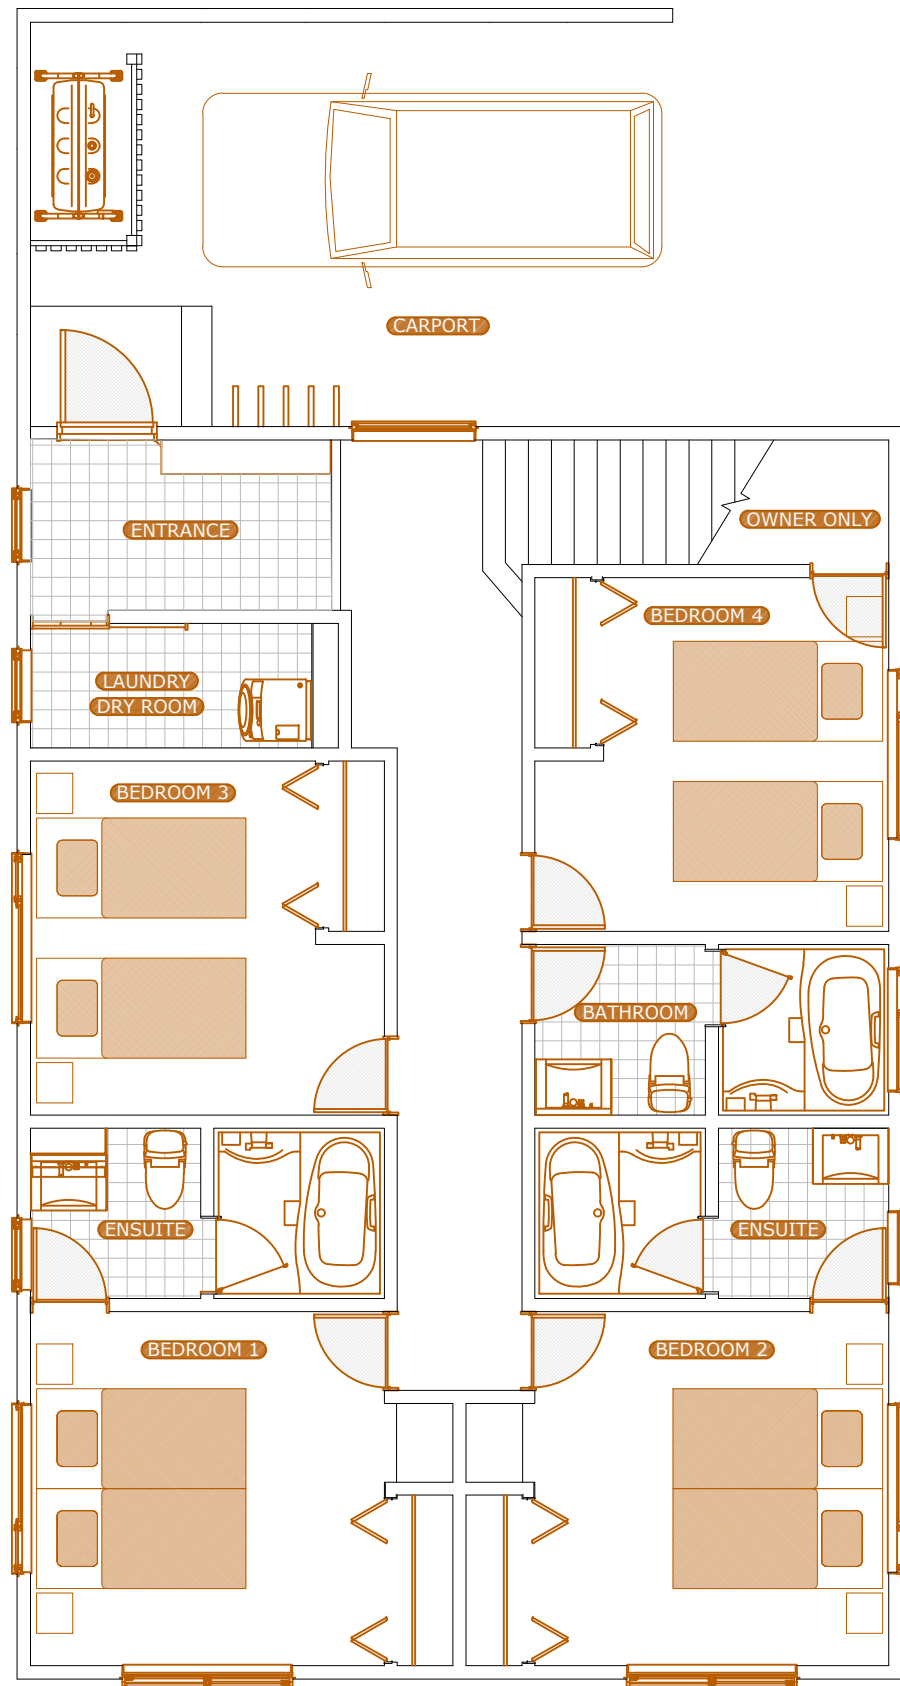 CARPORT
ENTRANCE
OWNER ONLY
BEDROOM 4
LAUNDRY
DRY ROOM
BEDROOM 3
BATHROOM
ENSUITE
ENSUITE
BEDROOM 1
BEDROOM 2